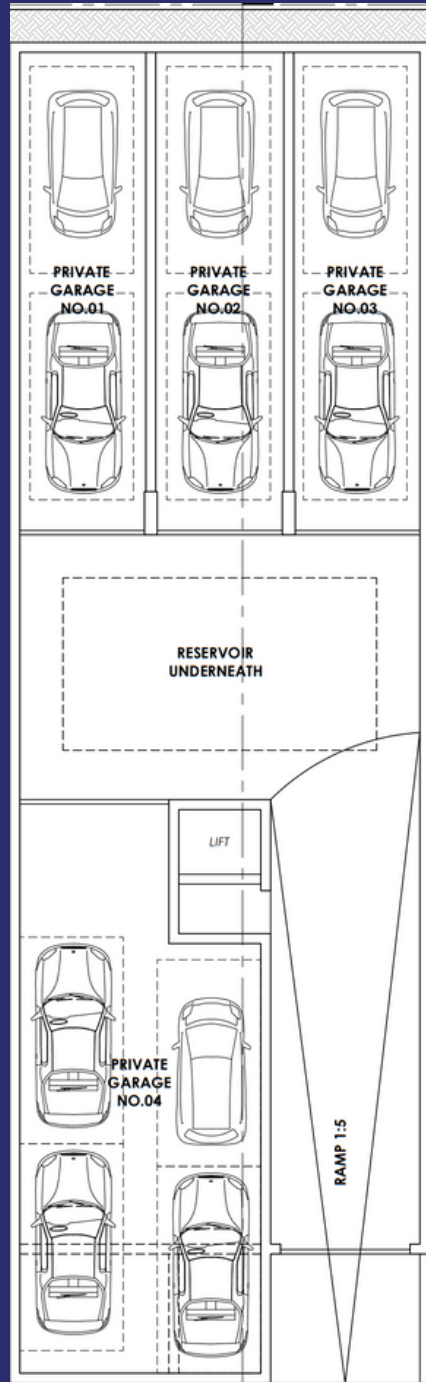 PRIVATE
GARAGE
NO.01
PRIVATE
GARAGE
NO.02
PRIVATE
GARAGE
NO.03
RESERVOIR
UNDERNEATH
LIFT
PRIVATE
GARAGE
NO.04
RAMP 1:5